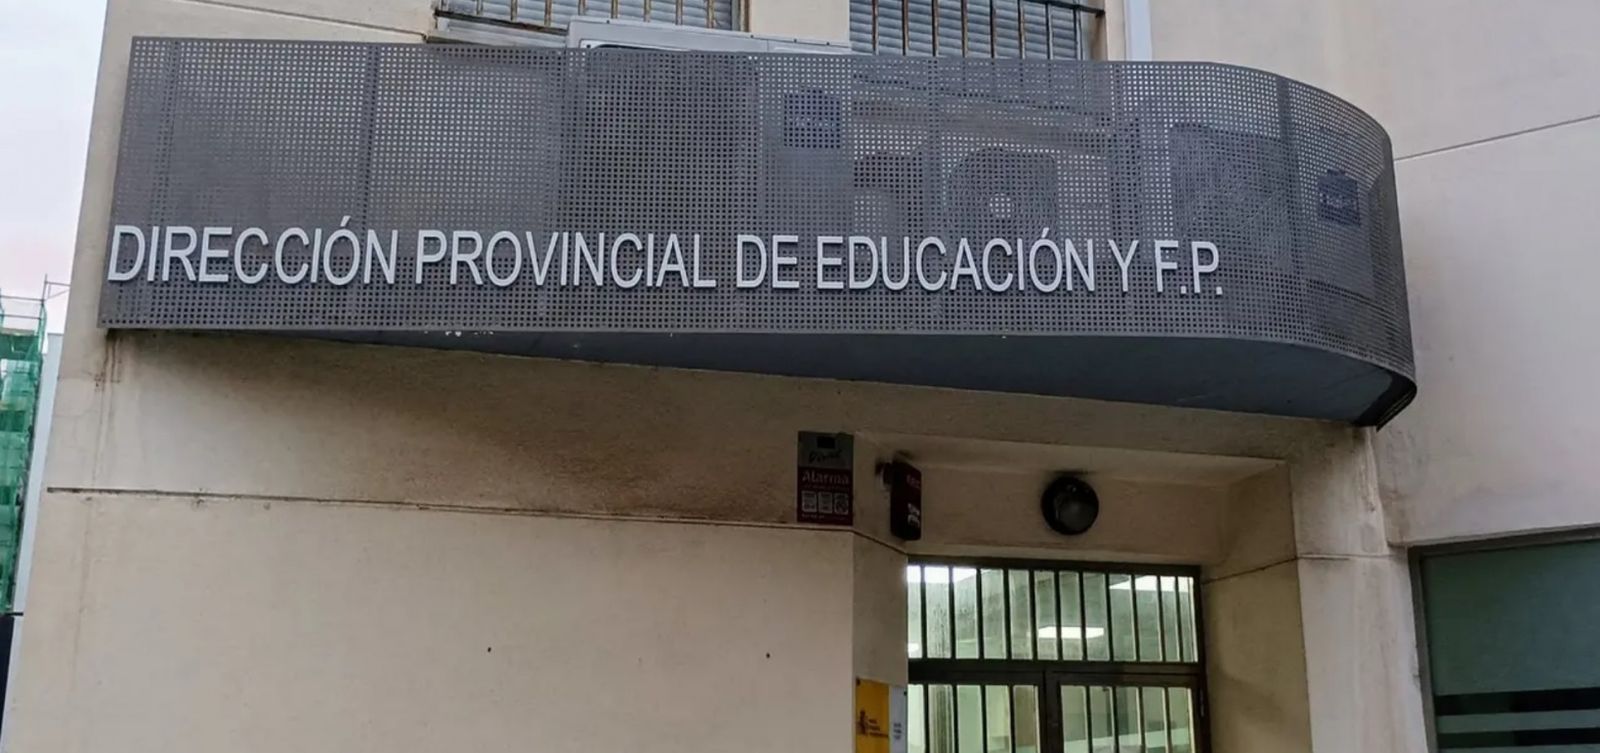 DIRECCIÓN PROVINCIAL DE EDUCACIÓN Y F.P.
Alarma